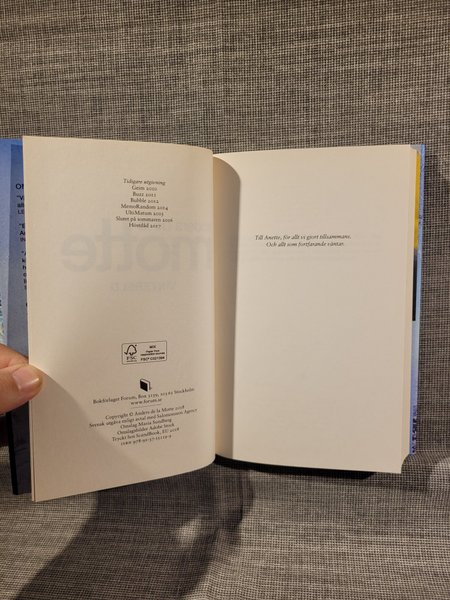 Tidigare utgivning
Geim 2010
Buzz 2011
Bubble 2012
MemoRandom 2014
UltiMatum 2015
Slutet på sommaren 2016
Höstdåd 2017
FSC
MIX
Bokförlaget Forum, Box 3159, 103 63 Stockholm
www.forum.se
Copyright © Anders de la Motte 2018
Svensk utgåva enligt avtal med Salomonsson Agency
Omslag Maria Sundberg
Omslagsbilder Adobe Stock
Tryckt hos ScandBook, EU 2018
Till Anette, för allt vi gjort tillsammans.
Och allt som fortfarande väntar.